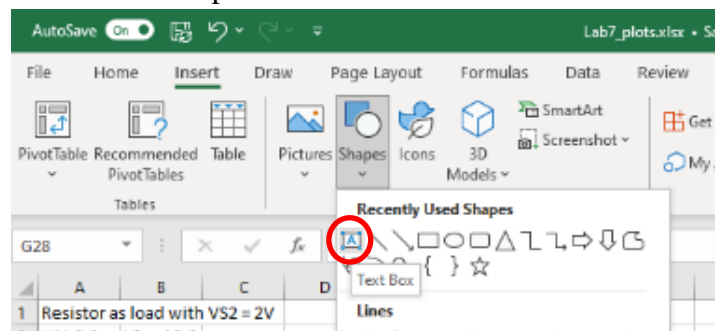 AutoSave On Lab7_plots.xlsx • Sa
File Home Insert Draw Page Layout Formulas Data Review
PivotTable Recommended PivotTables Table Pictures Shapes Icons 3D Models SmartArt Screenshot Get My
Tables
Recently Used Shapes
G28 fx
Text Box
A B C D
Lines
1 Resistor as load with VS2 = 2V